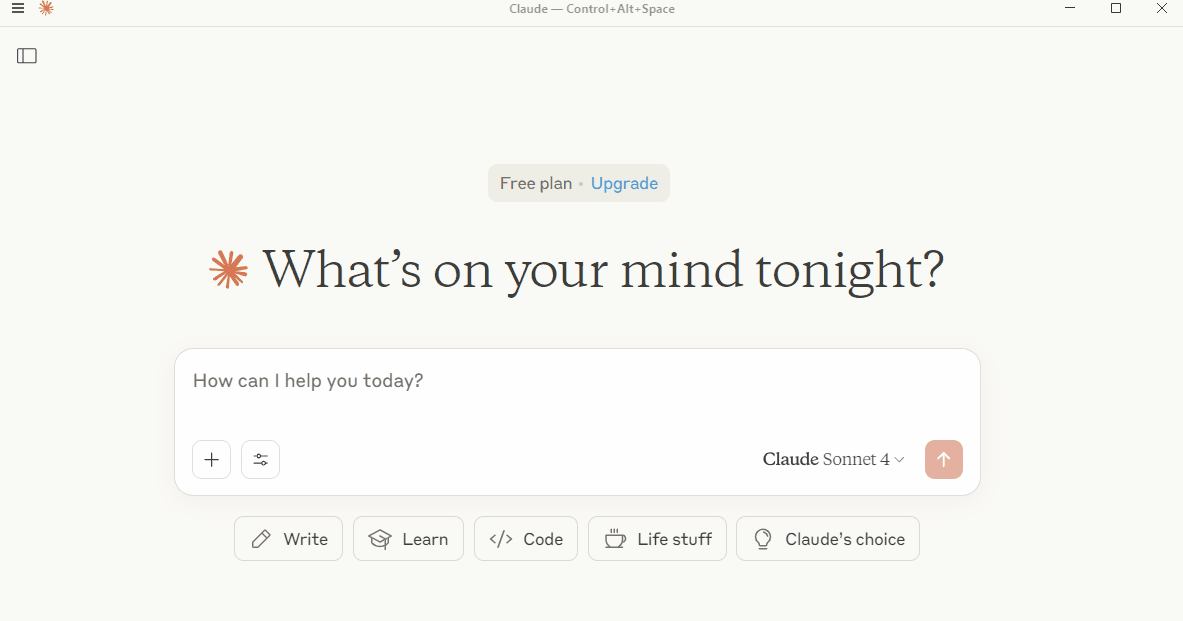 Claude — Control+Alt+Space
Free plan • Upgrade
What's on your mind tonight?
How can I help you today?
Claude Sonnet 4
Write
Learn
</> Code
Life stuff
Claude's choice